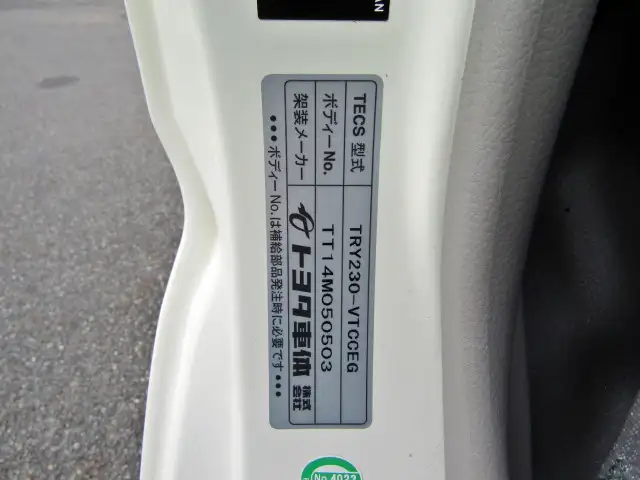 AN
TECS 型式 TRY230-VTCCEG
ボディーNo. TT14M050503
架装メーカー トヨタ車体 株式会社
•••ボディーNo.は補給部品発注時に必要です•••
No 4022